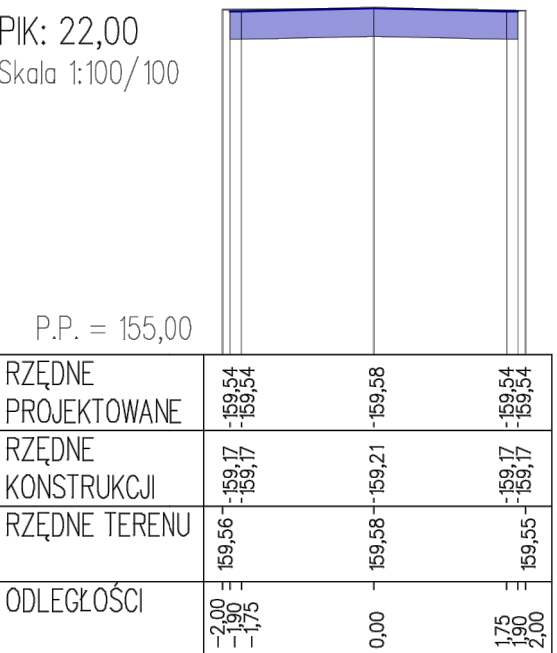 PIK: 22,00
Skala 1:100/100
P.P. = 155,00
RZĘDNE PROJEKTOWANE
159,54
159,54
159,58
159,54
159,54
RZĘDNE KONSTRUKCJI
159,17
159,17
159,21
159,17
159,17
RZĘDNE TERENU
159,56
159,58
159,55
ODLEGŁOŚCI
-2,00
-1,90
-1,75
0,00
1,75
1,90
2,00